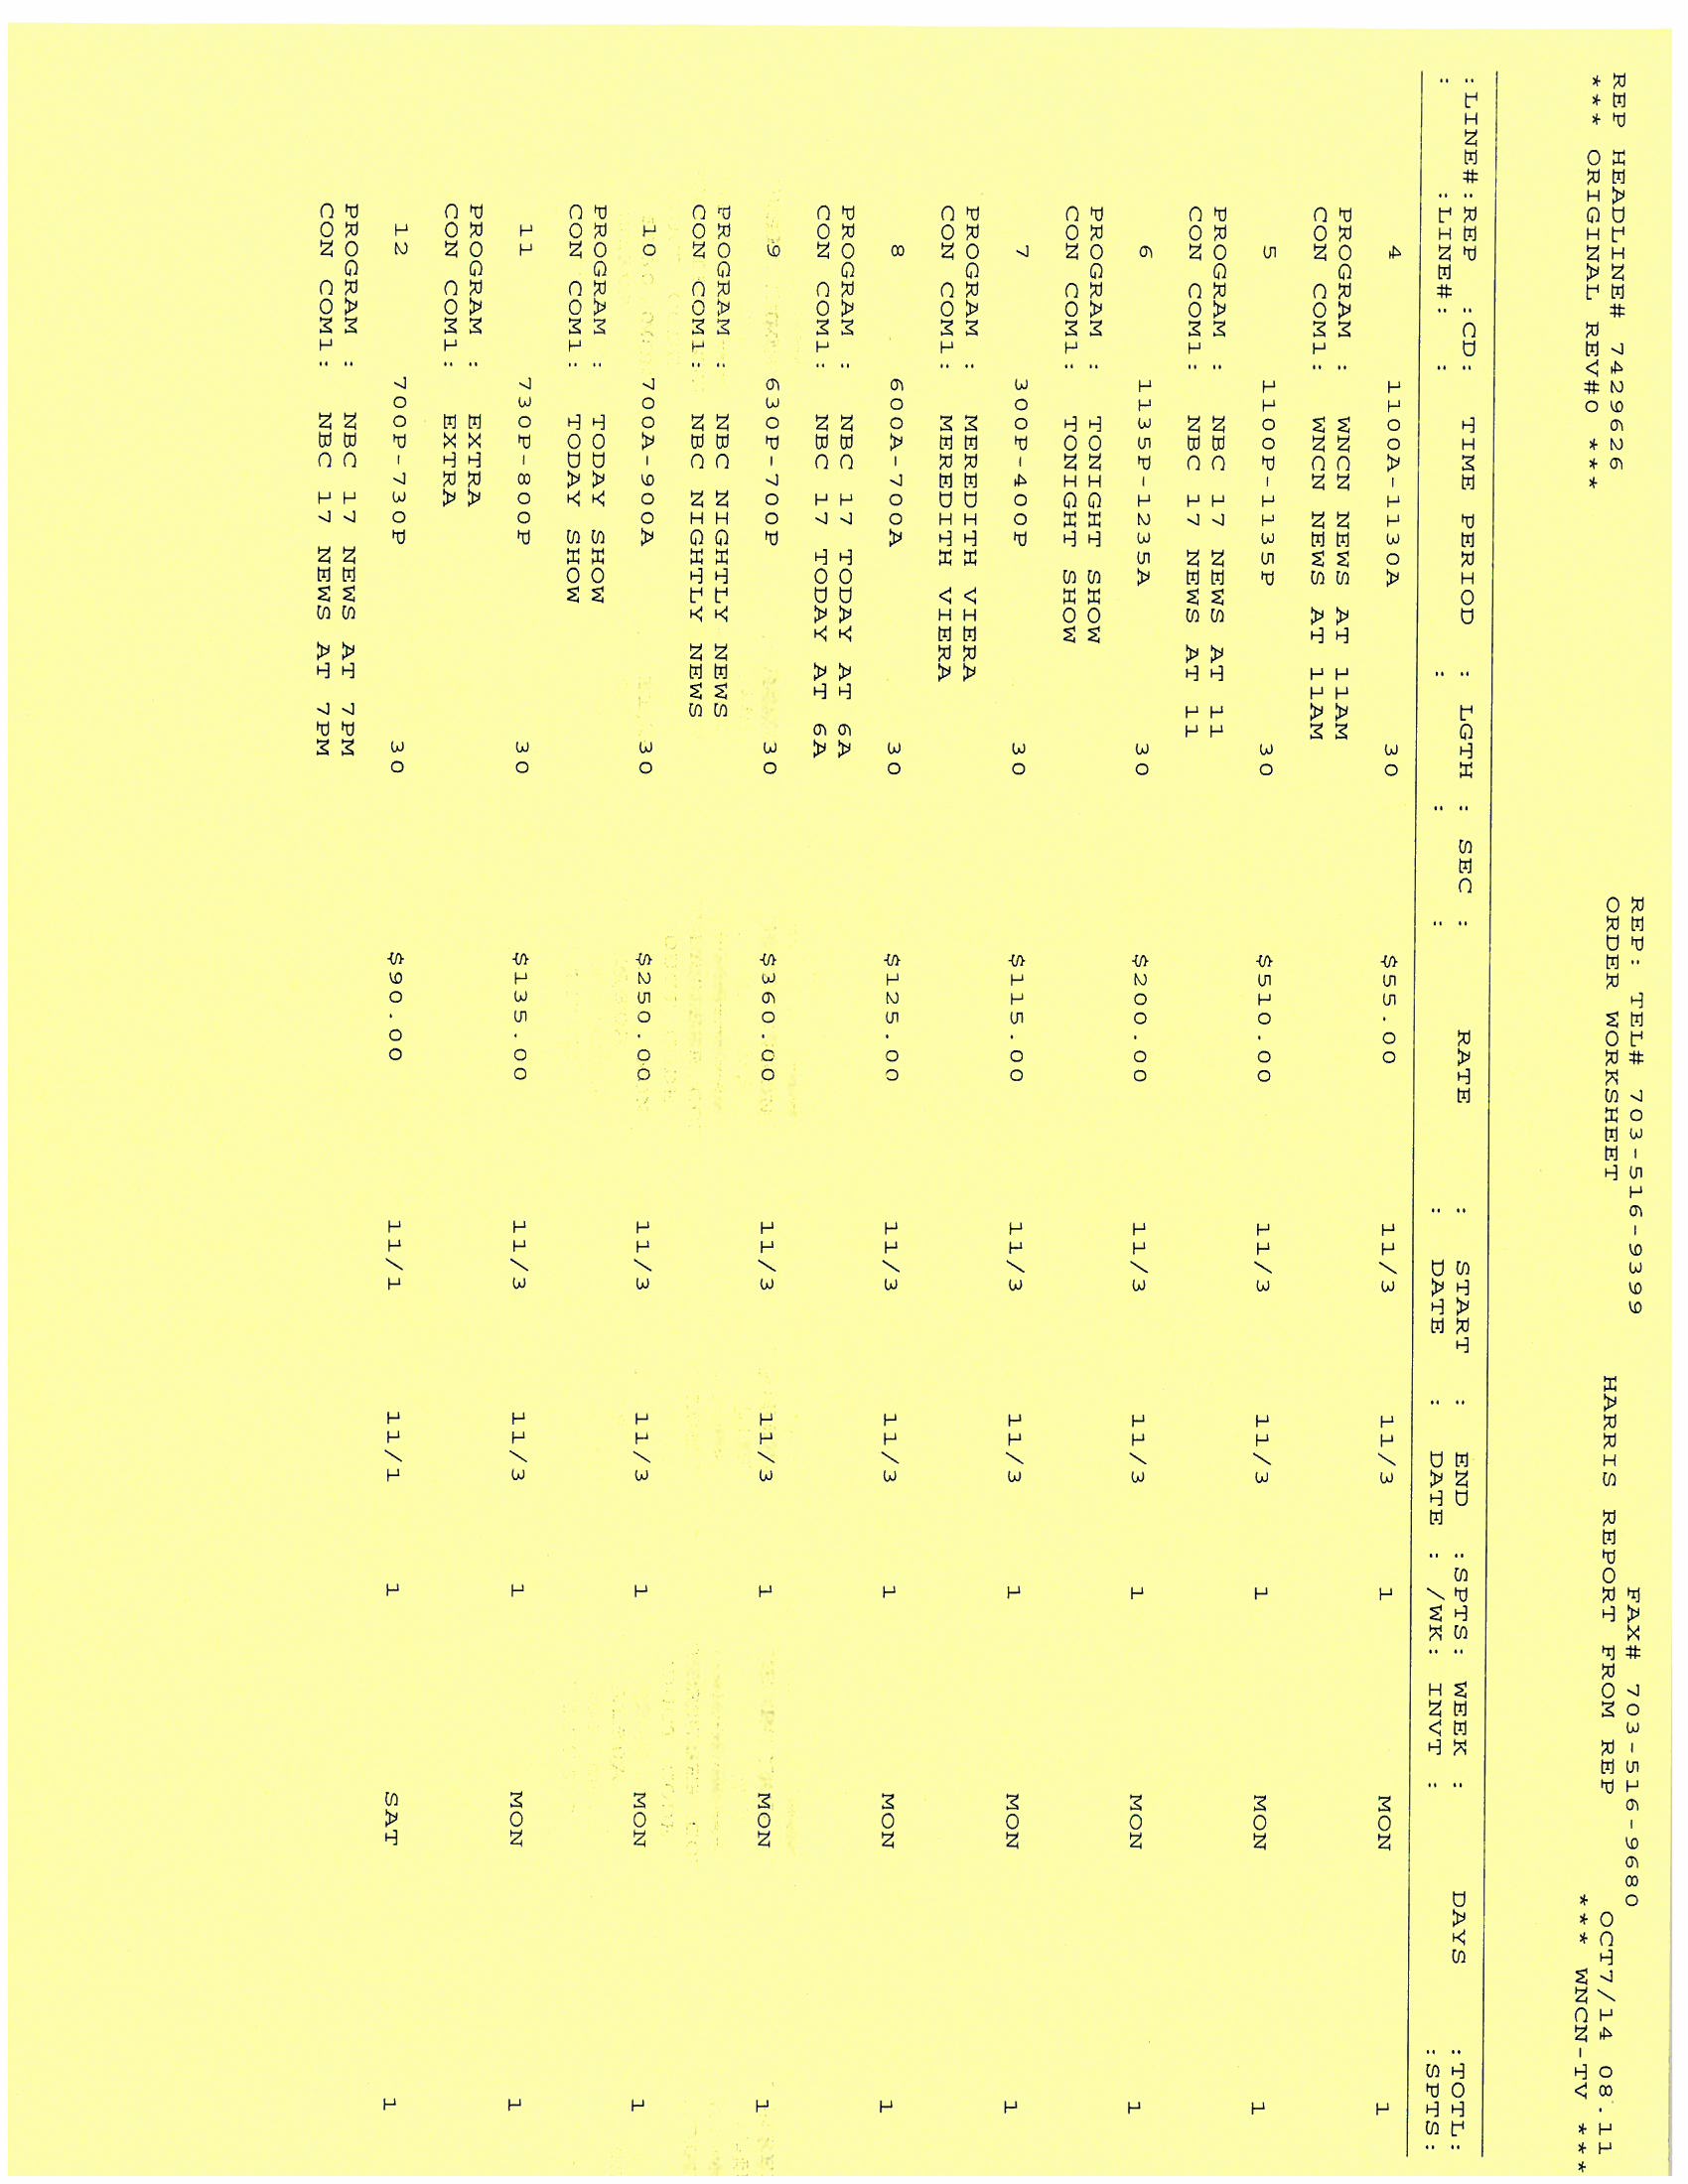 REP: TEL# 703-516-9399 FAX# 703-516-9680
REP HEADLINE# 7429626 ORDER WORKSHEET HARRIS REPORT FROM REP OCT7/14 08.11
*** ORIGINAL REV#0 *** *** WNCN-TV ***
:LINE#:REP :CD: TIME PERIOD : LGTH : SEC : RATE : START : END :SPTS: WEEK : DAYS :TOTL:
: :LINE#: : : : : : DATE : DATE : /WK: INVT : :SPTS:
4 1100A-1130A 30 $55.00 11/3 11/3 1 MON 1
PROGRAM : WNCN NEWS AT 11AM
CON COM1: WNCN NEWS AT 11AM
5 1100P-1135P 30 $510.00 11/3 11/3 1 MON 1
PROGRAM : NBC 17 NEWS AT 11
CON COM1: NBC 17 NEWS AT 11
6 1135P-1235A 30 $200.00 11/3 11/3 1 MON 1
PROGRAM : TONIGHT SHOW
CON COM1: TONIGHT SHOW
7 300P-400P 30 $115.00 11/3 11/3 1 MON 1
PROGRAM : MEREDITH VIERA
CON COM1: MEREDITH VIERA
8 600A-700A 30 $125.00 11/3 11/3 1 MON 1
PROGRAM : NBC 17 TODAY AT 6A
CON COM1: NBC 17 TODAY AT 6A
9 630P-700P 30 $360.00 11/3 11/3 1 MON 1
PROGRAM : NBC NIGHTLY NEWS
CON COM1: NBC NIGHTLY NEWS
10 700A-900A 30 $250.00 11/3 11/3 1 MON 1
PROGRAM : TODAY SHOW
CON COM1: TODAY SHOW
11 730P-800P 30 $135.00 11/3 11/3 1 MON 1
PROGRAM : EXTRA
CON COM1: EXTRA
12 700P-730P 30 $90.00 11/1 11/1 1 SAT 1
PROGRAM : NBC 17 NEWS AT 7PM
CON COM1: NBC 17 NEWS AT 7PM